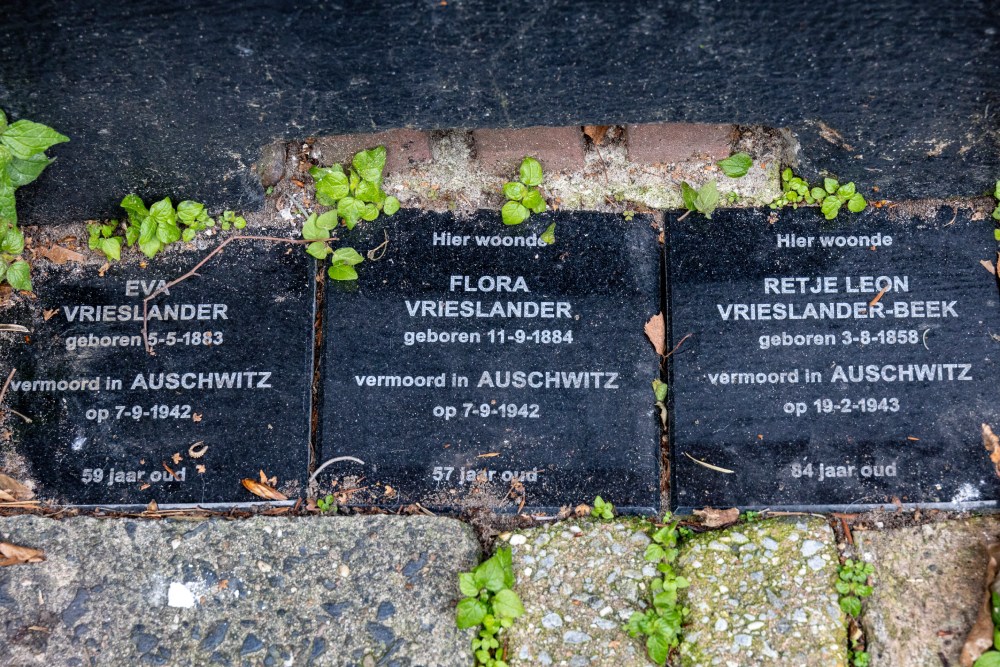 EVA
VRIESLANDER
geboren 5-5-1883
vermoord in AUSCHWITZ
op 7-9-1942
59 jaar oud
Hier woonde
FLORA
VRIESLANDER
geboren 11-9-1884
vermoord in AUSCHWITZ
op 7-9-1942
57 jaar oud
Hier woonde
RETJE LEON
VRIESLANDER-BEEK
geboren 3-8-1858
vermoord in AUSCHWITZ
op 19-2-1943
84 jaar oud